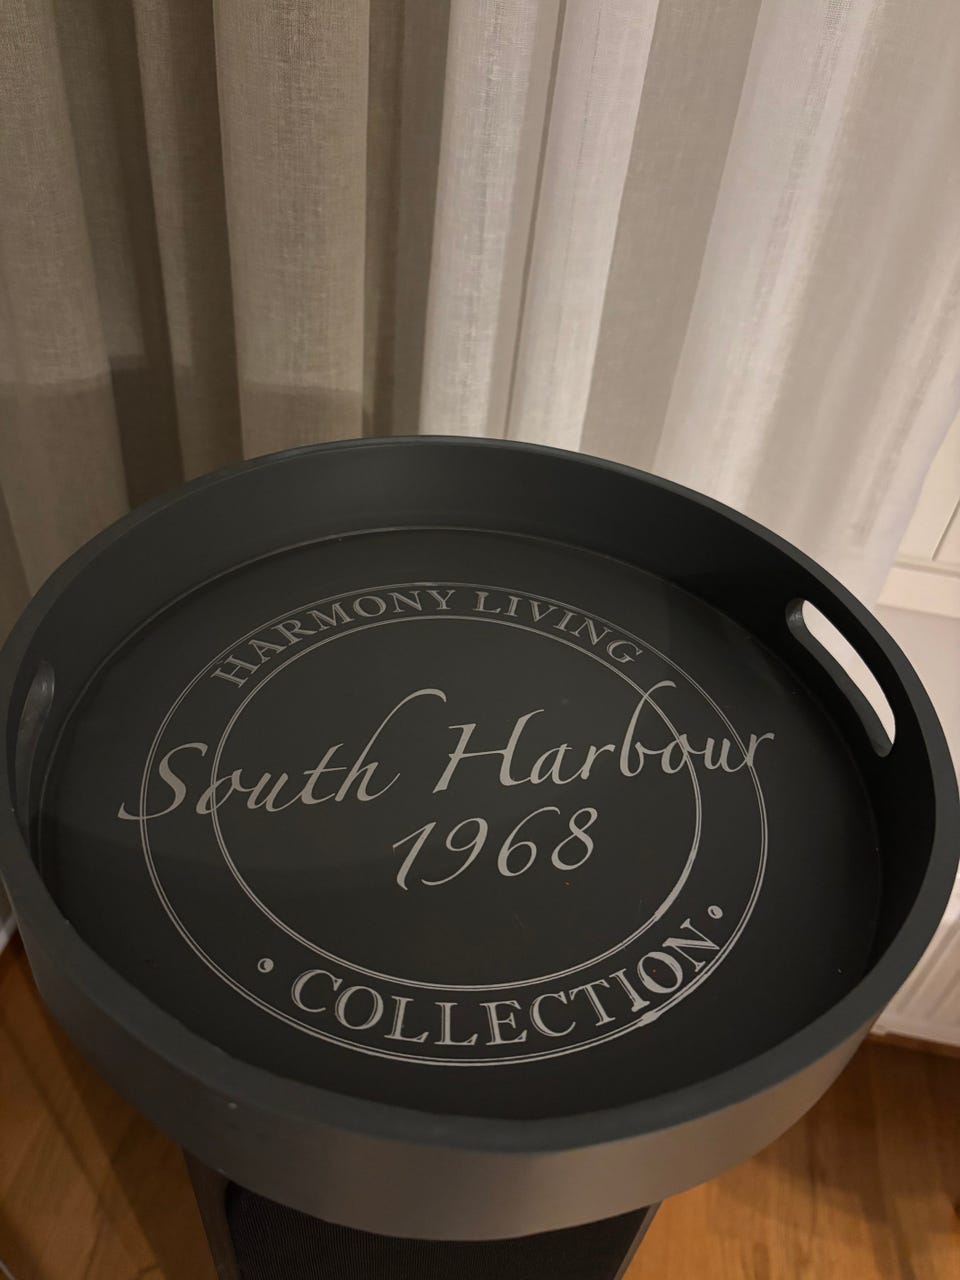 HARMONY LIVING
South Harbour
1968
• COLLECTION •